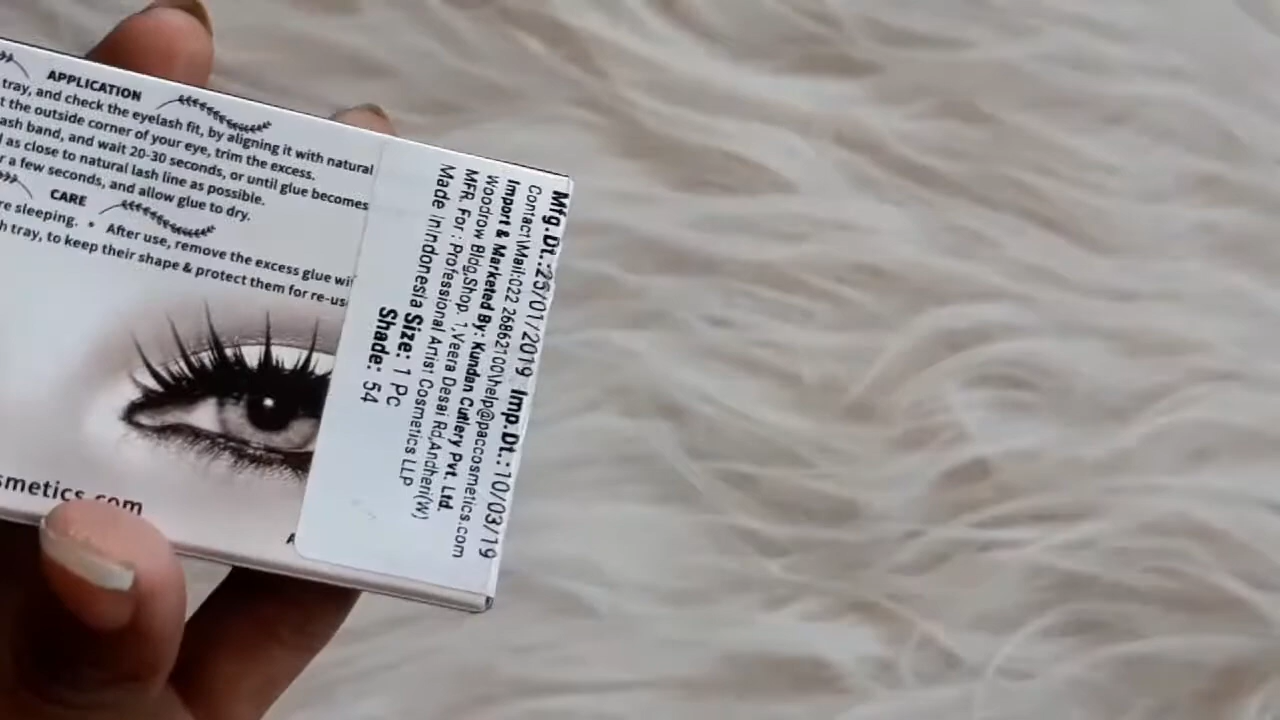 APPLICATION
tray, and check the eyelash fit, by aligning it with natural
t the outside corner of your eye, trim the excess.
ash band, and wait 20-30 seconds, or until glue becomes
as close to natural lash line as possible.
r a few seconds, and allow glue to dry.
CARE
re sleeping. • After use, remove the excess glue wi
h tray, to keep their shape & protect them for re-us
smetics.com
Mfg.Dt.:25/01/2019 Imp.Dt.:10/03/19
Contact\Mail:022 26862100\help@paccosmetics.com
Import & Marketed By: Kundan Cutlery Pvt. Ltd.
Woodrow Bldg,Shop. 1,Veera Desai Rd,Andheri(W)
MFR. For : Professional Artist Cosmetics LLP
Made inIndonesia Size: 1 Pc
Shade: 54